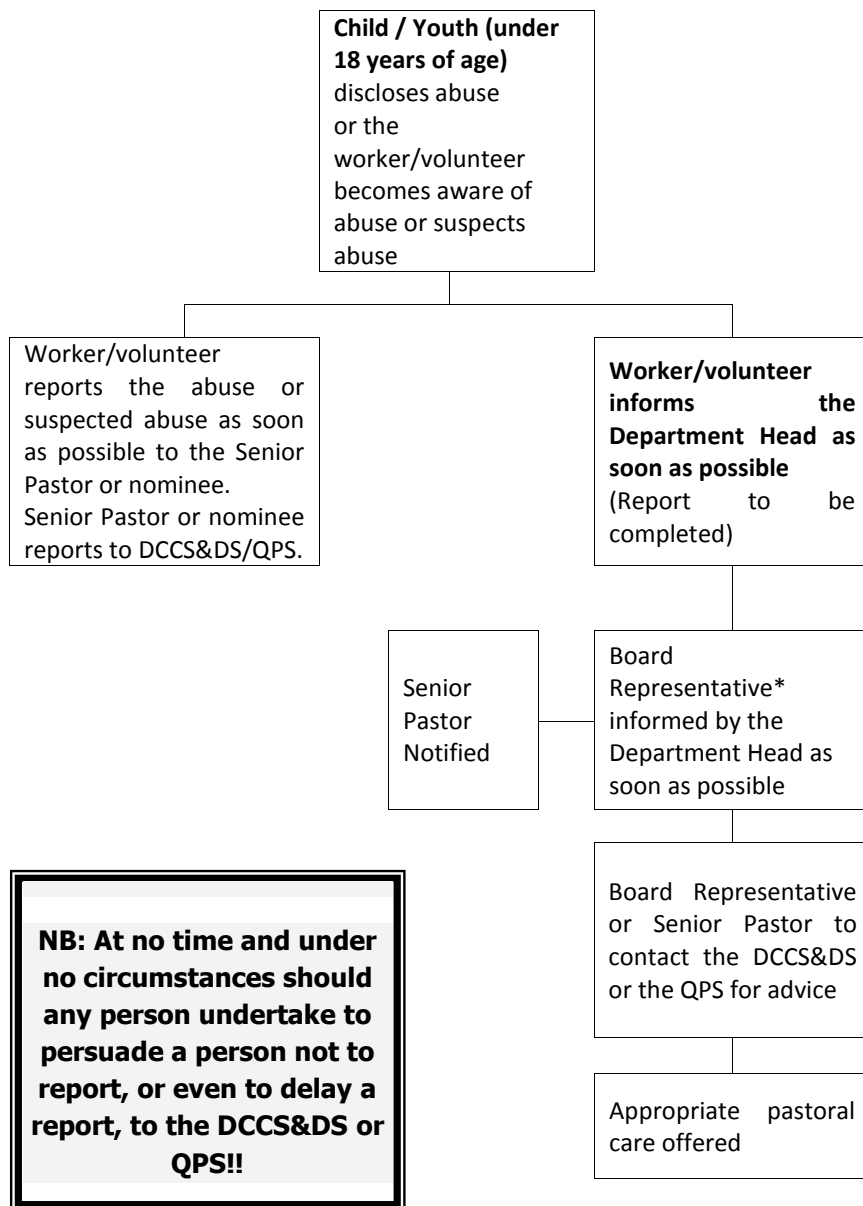 Child / Youth (under
18 years of age)
discloses abuse
or the
worker/volunteer
becomes aware of
abuse or suspects
abuse
Worker/volunteer
reports the abuse or
suspected abuse as soon
as possible to the Senior
Pastor or nominee.
Senior Pastor or nominee
reports to DCCS&DS/QPS.
Worker/volunteer
informs the
Department Head as
soon as possible
(Report to be
completed)
Senior
Pastor
Notified
Board
Representative*
informed by the
Department Head as
soon as possible
Board Representative
or Senior Pastor to
contact the DCCS&DS
or the QPS for advice
Appropriate pastoral
care offered
NB: At no time and under
no circumstances should
any person undertake to
persuade a person not to
report, or even to delay a
report, to the DCCS&DS or
QPS!!